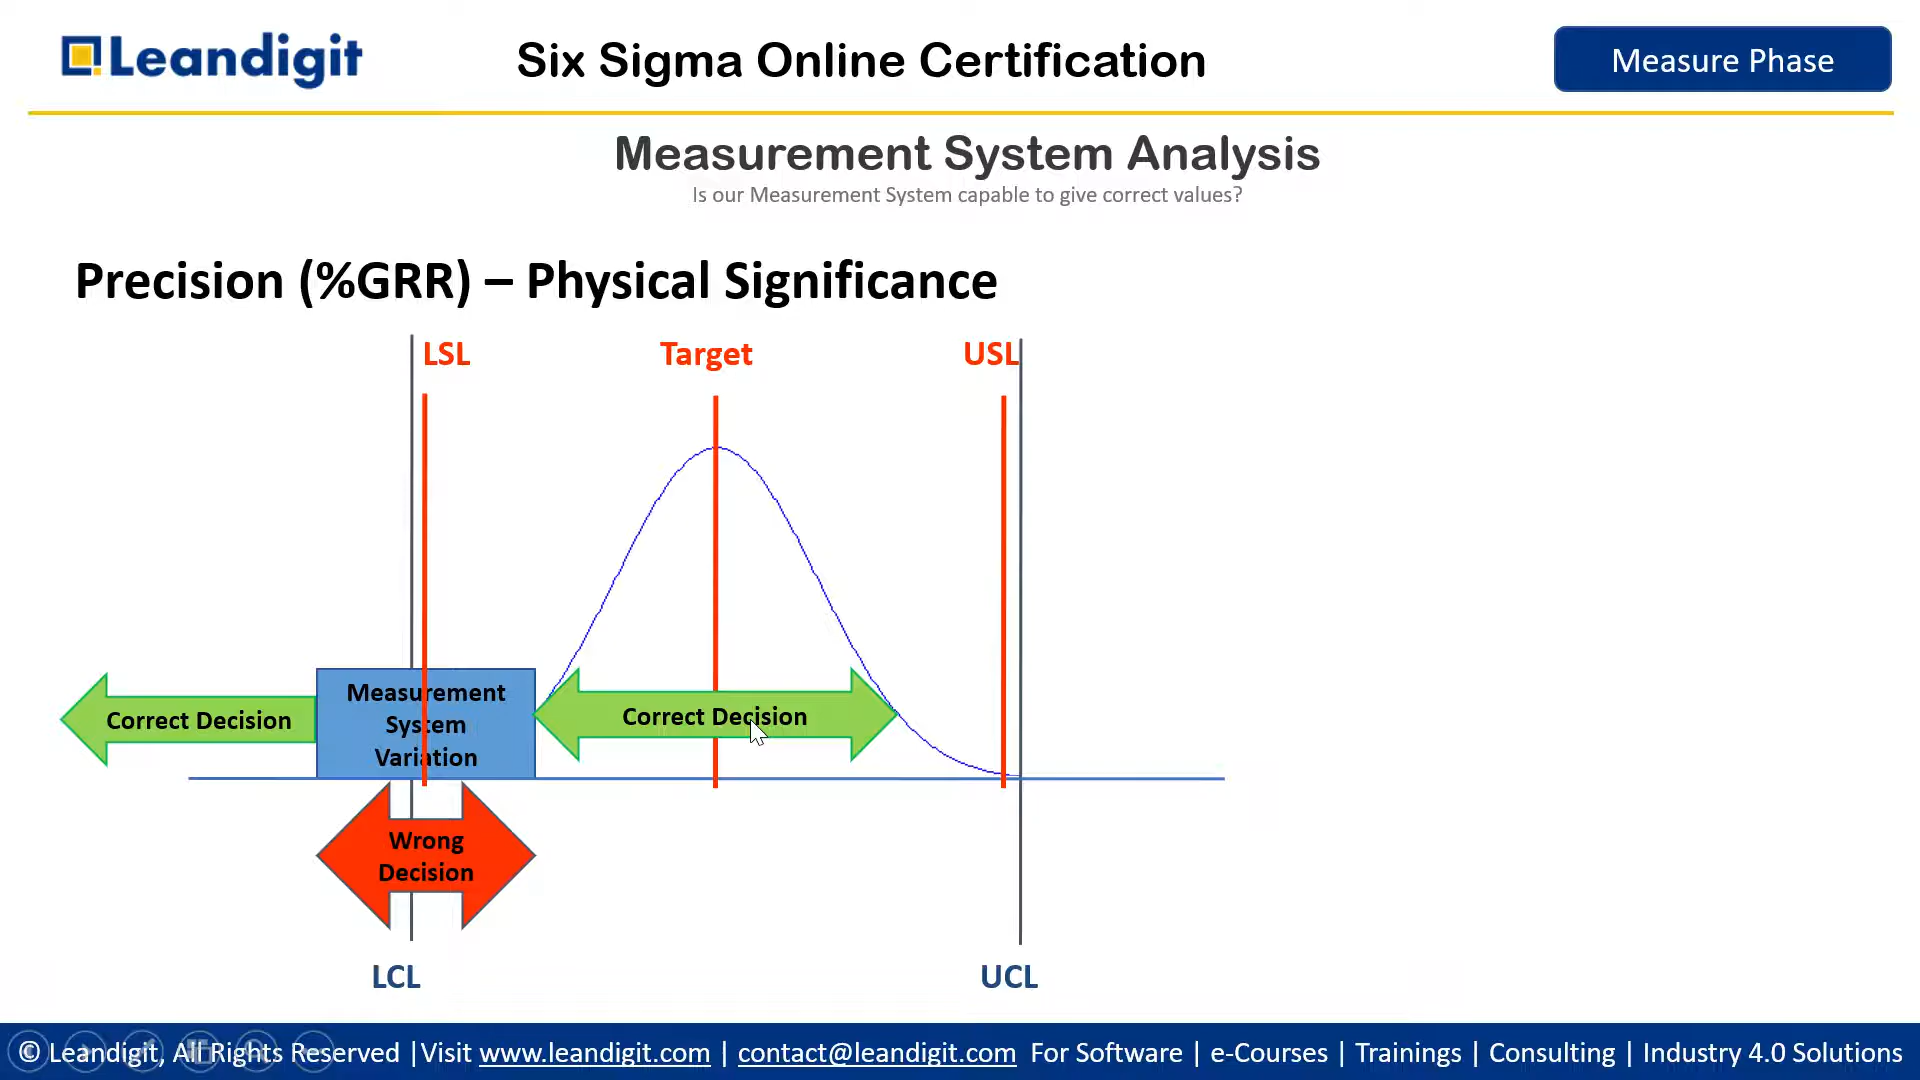 Leandigit
Six Sigma Online Certification
Measure Phase
Measurement System Analysis
Is our Measurement System capable to give correct values?
Precision (%GRR) – Physical Significance
LSL
Target
USL
Correct Decision
Measurement
System
Variation
Correct Decision
Wrong
Decision
LCL
UCL
© Leandigit, All Rights Reserved |Visit www.leandigit.com | contact@leandigit.com For Software | e-Courses | Trainings | Consulting | Industry 4.0 Solutions